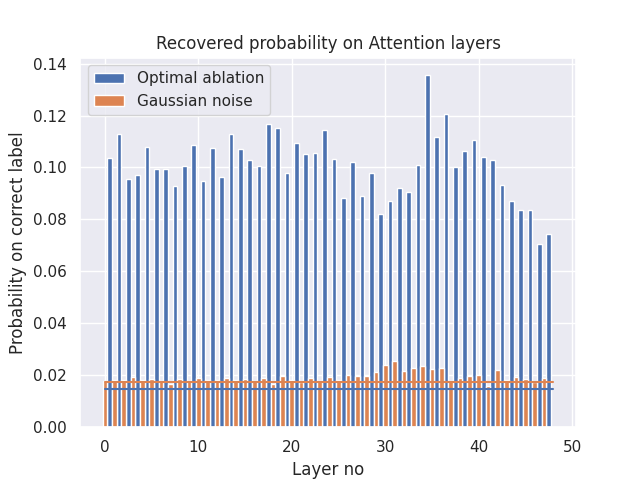 Recovered probability on Attention layers
Optimal ablation
Gaussian noise
Probability on correct label
0.14
0.12
0.10
0.08
0.06
0.04
0.02
0.00
0 10 20 30 40 50
Layer no